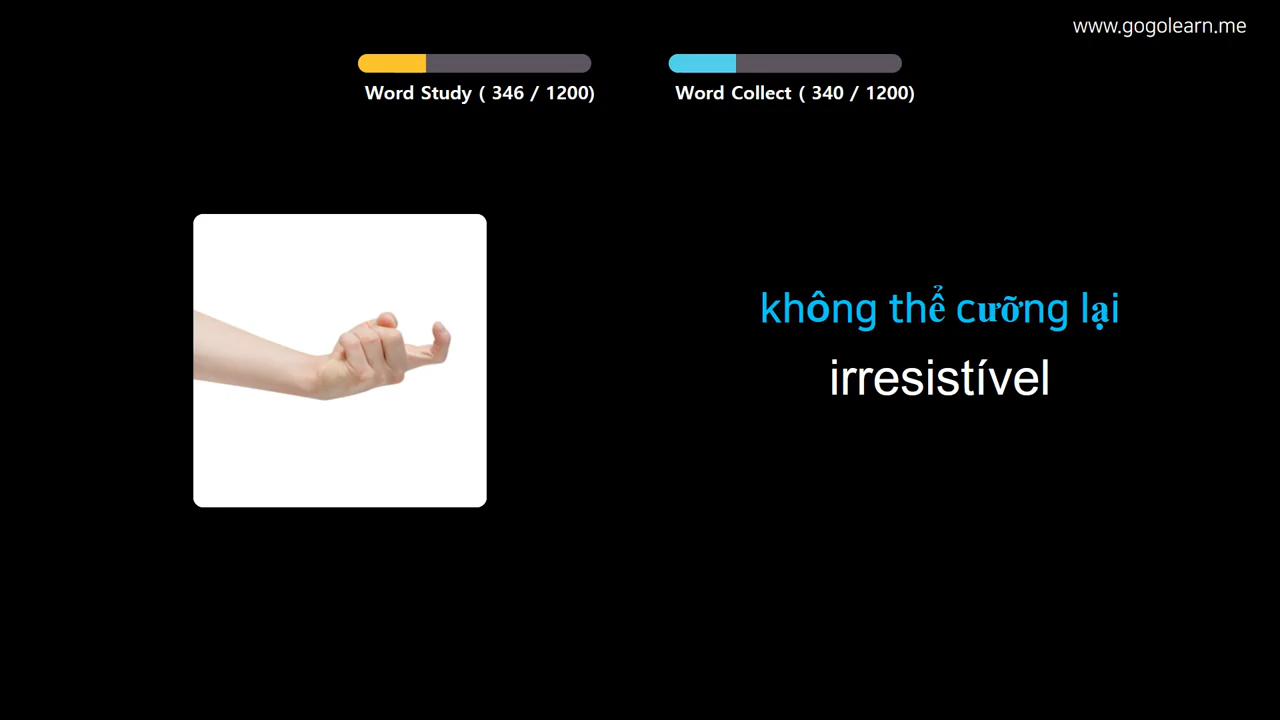 www.gogolearn.me
Word Study ( 346 / 1200)
Word Collect ( 340 / 1200)
không thể cưỡng lại
irresistível